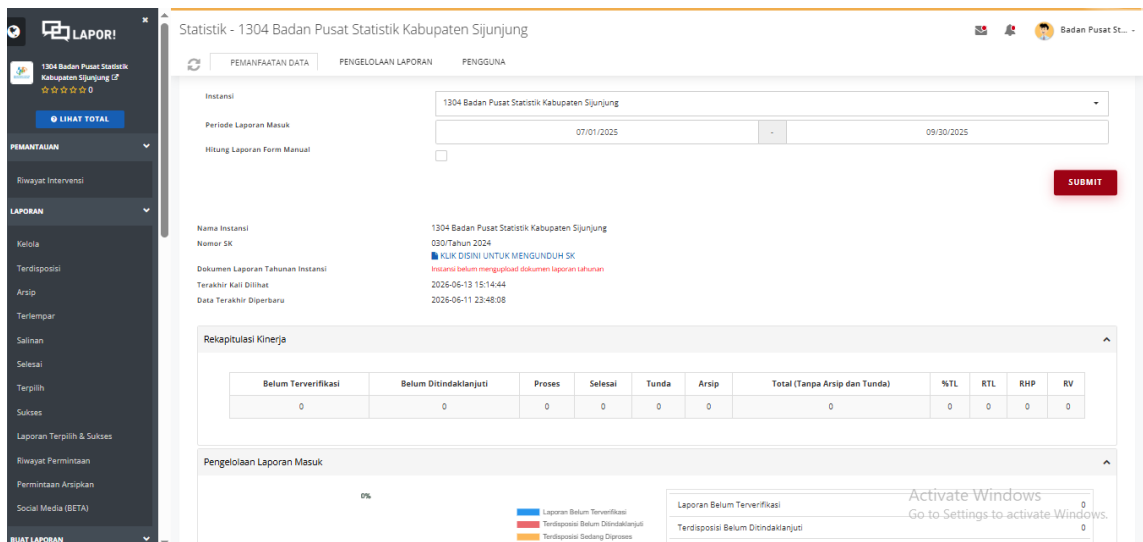 LAPOR!
×
1304 Badan Pusat Statistik
Kabupaten Sijunjung
0
LIHAT TOTAL
PEMANTAUAN
Riwayat Intervensi
LAPORAN
Kelola
Terdisposisi
Arsip
Terlempar
Salinan
Selesai
Terpilih
Sukses
Laporan Terpilih & Sukses
Riwayat Permintaan
Permintaan Arsipkan
Social Media (BETA)
BUAT LAPORAN
Statistik - 1304 Badan Pusat Statistik Kabupaten Sijunjung
Badan Pusat St... -
PEMANFAATAN DATA PENGELOLAAN LAPORAN PENGGUNA
Instansi 1304 Badan Pusat Statistik Kabupaten Sijunjung
Periode Laporan Masuk 07/01/2025 - 09/30/2025
Hitung Laporan Form Manual
SUBMIT
Nama Instansi 1304 Badan Pusat Statistik Kabupaten Sijunjung
Nomor SK 030/Tahun 2024
KLIK DISINI UNTUK MENGUNDUH SK
Dokumen Laporan Tahunan Instansi Instansi belum mengupload dokumen laporan tahunan
Terakhir Kali Dilihat 2026-06-13 15:14:44
Data Terakhir Diperbaru 2026-06-11 23:48:08
Rekapitulasi Kinerja
Belum Terverifikasi Belum Ditindaklanjuti Proses Selesai Tunda Arsip Total (Tanpa Arsip dan Tunda) %TL RTL RHP RV
0 0 0 0 0 0 0 0 0 0 0
Pengelolaan Laporan Masuk
0%
Laporan Belum Terverifikasi
Terdisposisi Belum Ditindaklanjuti
Terdisposisi Sedang Diproses
Laporan Belum Terverifikasi 0
Terdisposisi Belum Ditindaklanjuti 0
Activate Windows
Go to Settings to activate Windows.